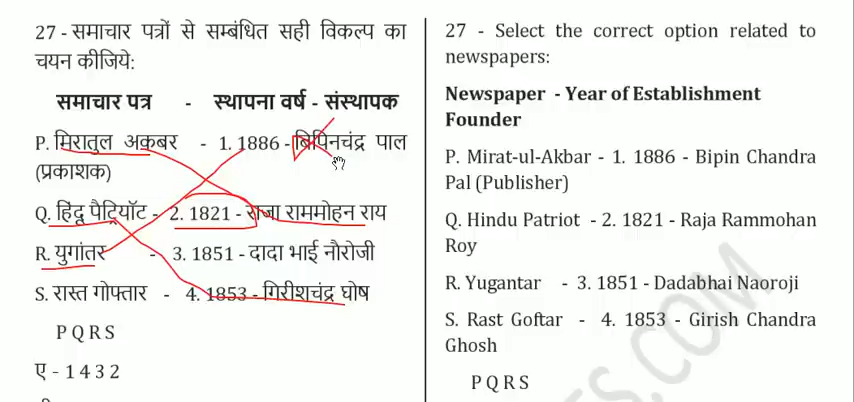 27 - समाचार पत्रों से सम्बंधित सही विकल्प का
चयन कीजिये:
समाचार पत्र - स्थापना वर्ष - संस्थापक
P. मिरातुल अकबर - 1. 1886 - बिपिनचंद्र पाल
(प्रकाशक)
Q. हिंदू पैट्रियॉट - 2. 1821 - राजा राममोहन राय
R. युगांतर - 3. 1851 - दादा भाई नौरोजी
S. रास्त गोफ्तार - 4. 1853 - गिरीशचंद्र घोष
P Q R S
ए - 1 4 3 2
27 - Select the correct option related to
newspapers:
Newspaper - Year of Establishment
Founder
P. Mirat-ul-Akbar - 1. 1886 - Bipin Chandra
Pal (Publisher)
Q. Hindu Patriot - 2. 1821 - Raja Rammohan
Roy
R. Yugantar - 3. 1851 - Dadabhai Naoroji
S. Rast Goftar - 4. 1853 - Girish Chandra
Ghosh
P Q R S